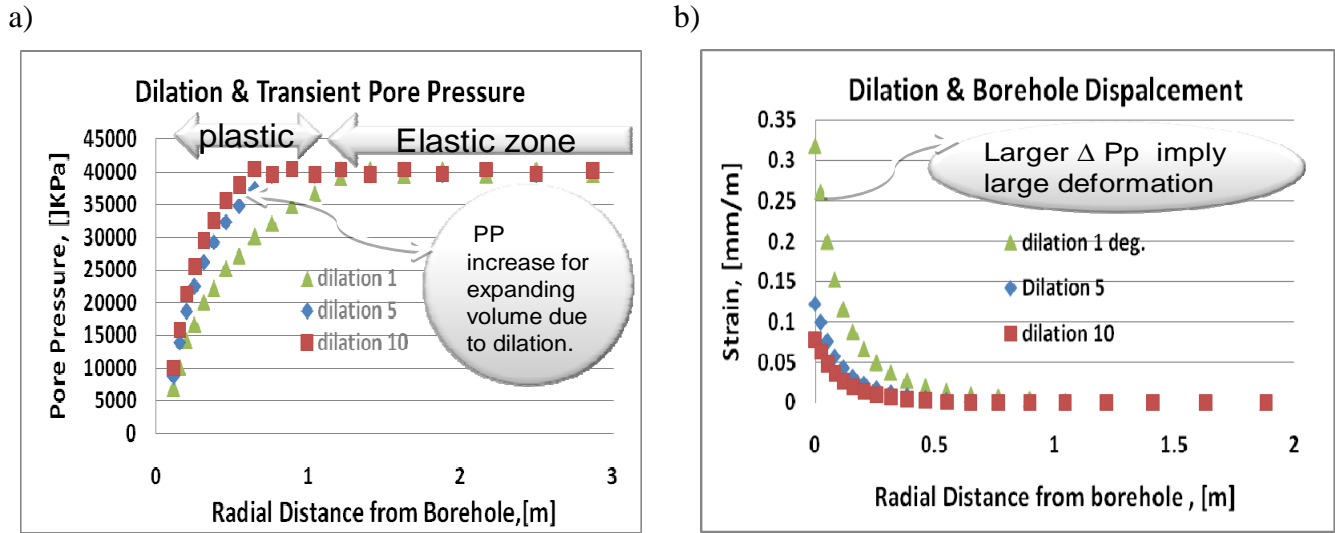 a)
Dilation & Transient Pore Pressure
plastic
Elastic zone
45000
40000
35000
30000
25000
20000
15000
10000
5000
0
Pore Pressure, []KPa]
PP
increase for
expanding
volume due
to dilation.
dilation 1
dilation 5
dilation 10
0
1
2
3
Radial Distance from Borehole,[m]
b)
Dilation & Borehole Dispalcement
0.35
0.3
0.25
0.2
0.15
0.1
0.05
0
Strain, [mm/m]
Larger Δ Pp imply
large deformation
dilation 1 deg.
Dilation 5
dilation 10
0
0.5
1
1.5
2
Radial Distance from borehole , [m]